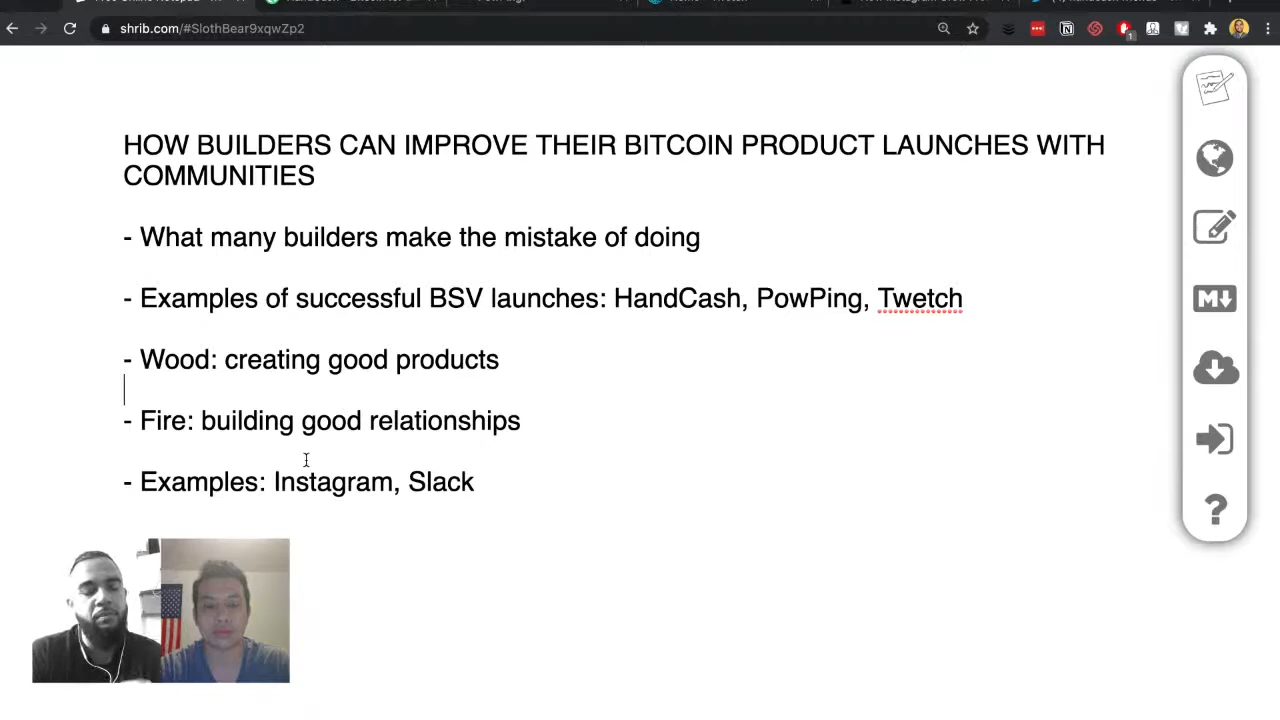 shrib.com/#SlothBear9xqwZp2
1
HOW BUILDERS CAN IMPROVE THEIR BITCOIN PRODUCT LAUNCHES WITH
COMMUNITIES
- What many builders make the mistake of doing
- Examples of successful BSV launches: HandCash, PowPing, Twetch
- Wood: creating good products
- Fire: building good relationships
- Examples: Instagram, Slack
M
?